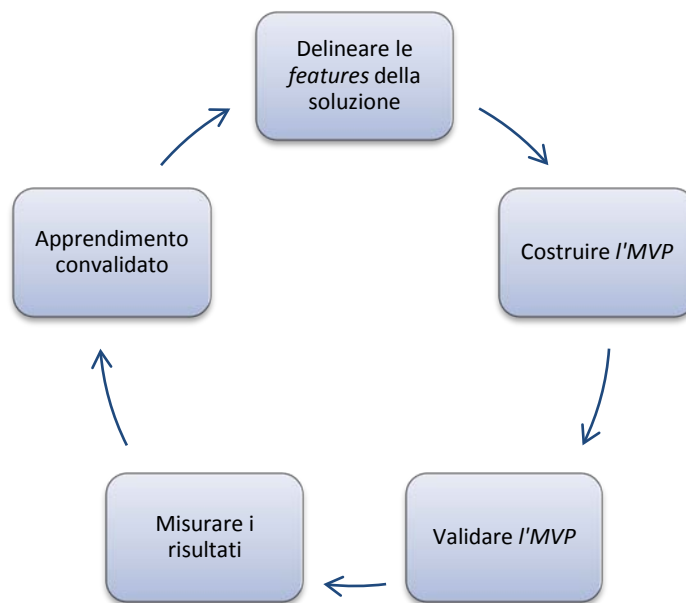 Delineare le
features della
soluzione
Costruire l'MVP
Validare l'MVP
Misurare i
risultati
Apprendimento
convalidato